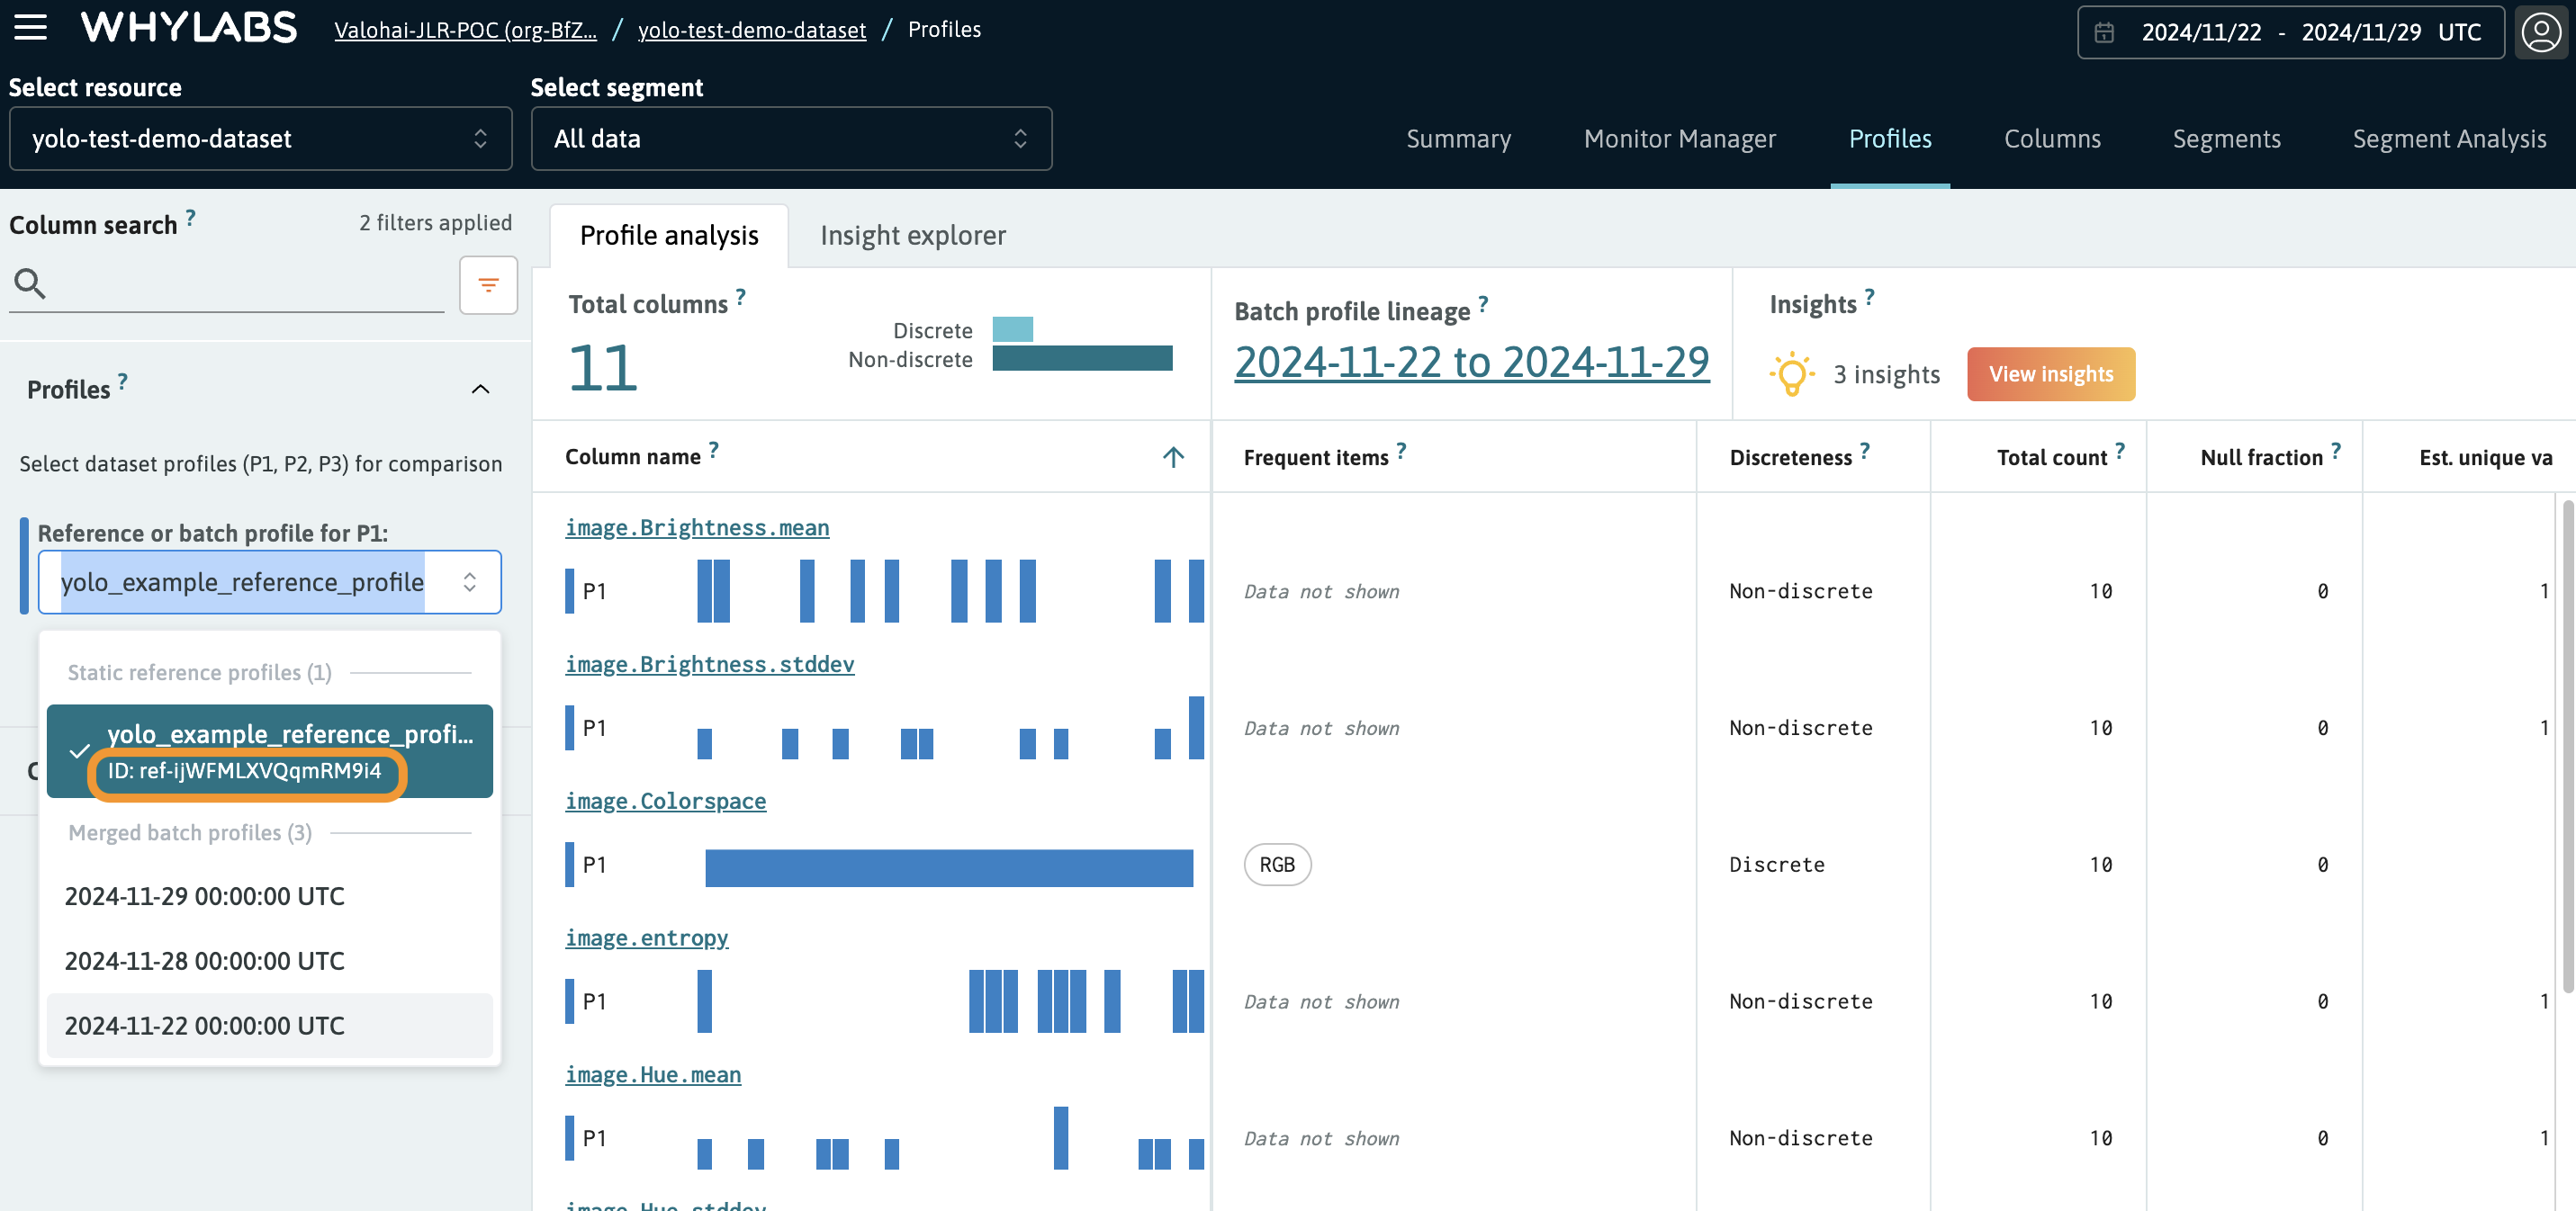 WHYLABS
Valohai-JLR-POC (org-BfZ... / yolo-test-demo-dataset / Profiles
2024/11/22 - 2024/11/29 UTC
Select resource
Select segment
yolo-test-demo-dataset
All data
Summary
Monitor Manager
Profiles
Columns
Segments
Segment Analysis
Column search ?
2 filters applied
Profiles ?
Select dataset profiles (P1, P2, P3) for comparison
Reference or batch profile for P1:
yolo_example_reference_profile
Static reference profiles (1)
yolo_example_reference_profi...
ID: ref-ijWFMLXVQqmRM9i4
Merged batch profiles (3)
2024-11-29 00:00:00 UTC
2024-11-28 00:00:00 UTC
2024-11-22 00:00:00 UTC
Profile analysis
Insight explorer
Total columns ?
11
Discrete
Non-discrete
Batch profile lineage ?
2024-11-22 to 2024-11-29
Insights ?
3 insights
View insights
Column name ?
Frequent items ?
Discreteness ?
Total count ?
Null fraction ?
Est. unique va
image.Brightness.mean
P1
Data not shown
Non-discrete
10
0
1
image.Brightness.stddev
P1
Data not shown
Non-discrete
10
0
1
image.Colorspace
P1
RGB
Discrete
10
0
image.entropy
P1
Data not shown
Non-discrete
10
0
1
image.Hue.mean
P1
Data not shown
Non-discrete
10
0
1
image.Hue.stddev